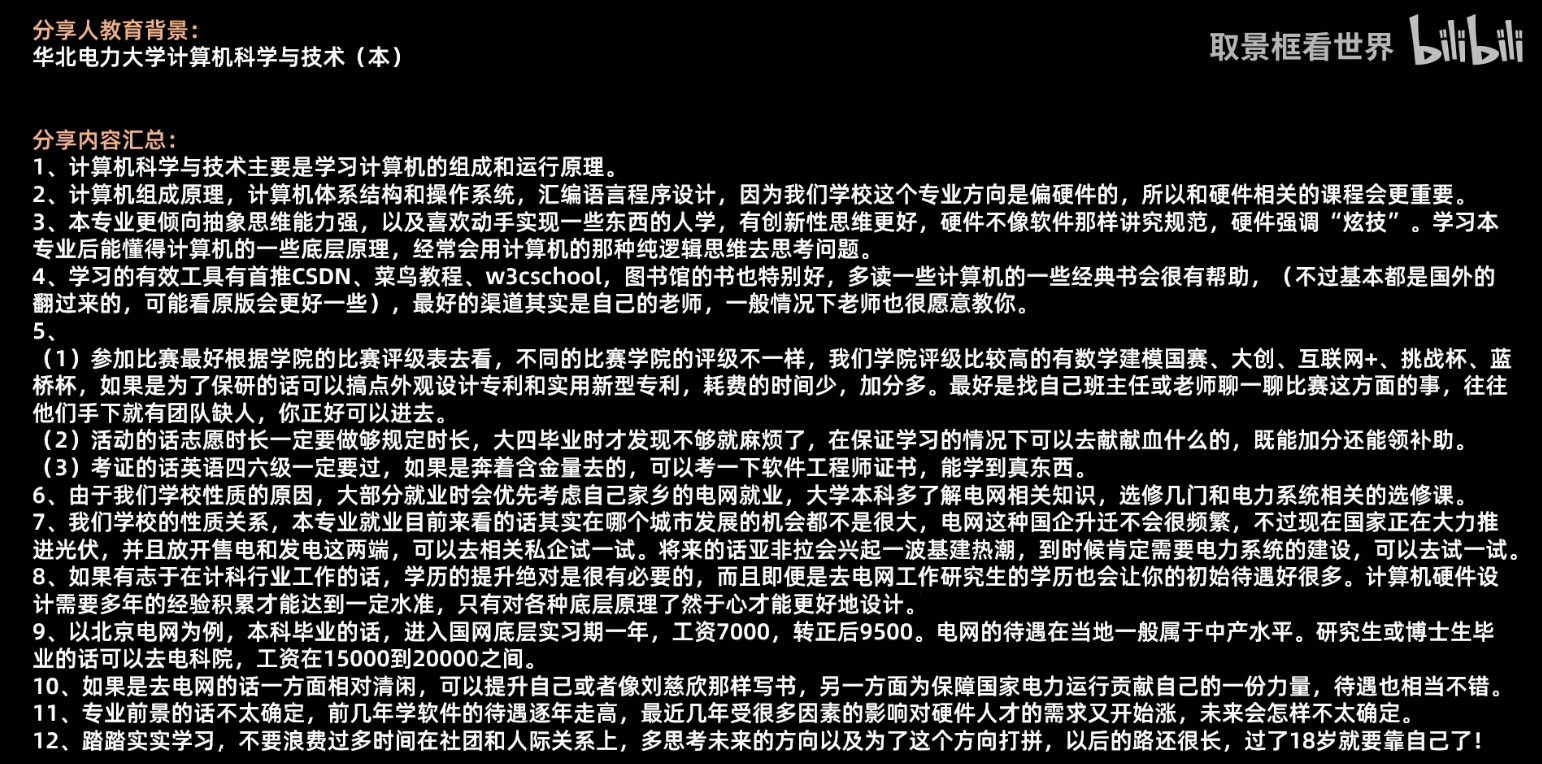 分享人教育背景：
华北电力大学计算机科学与技术（本）
取景框看世界 bilibili
分享内容汇总：
1、计算机科学与技术主要是学习计算机的组成和运行原理。
2、计算机组成原理，计算机体系结构和操作系统，汇编语言程序设计，因为我们学校这个专业方向是偏硬件的，所以和硬件相关的课程会更重要。
3、本专业更倾向抽象思维能力强，以及喜欢动手实现一些东西的人学，有创新性思维更好，硬件不像软件那样讲究规范，硬件强调“炫技”。学习本
专业后能懂得计算机的一些底层原理，经常会用计算机的那种纯逻辑思维去思考问题。
4、学习的有效工具有首推CSDN、菜鸟教程、w3cschool，图书馆的书也特别好，多读一些计算机的一些经典书会很有帮助，（不过基本都是国外的
翻过来的，可能看原版会更好一些），最好的渠道其实是自己的老师，一般情况下老师也很愿意教你。
5、
（1）参加比赛最好根据学院的比赛评级表去看，不同的比赛学院的评级不一样，我们学院评级比较高的有数学建模国赛、大创、互联网+、挑战杯、蓝
桥杯，如果是为了保研的话可以搞点外观设计专利和实用新型专利，耗费的时间少，加分多。最好是找自己班主任或老师聊一聊比赛这方面的事，往往
他们手下就有团队缺人，你正好可以进去。
（2）活动的话志愿时长一定要做够规定时长，大四毕业时才发现不够就麻烦了，在保证学习的情况下可以去献献血什么的，既能加分还能领补助。
（3）考证的话英语四六级一定要过，如果是奔着含金量去的，可以考一下软件工程师证书，能学到真东西。
6、由于我们学校性质的原因，大部分就业时会优先考虑自己家乡的电网就业，大学本科多了解电网相关知识，选修几门和电力系统相关的选修课。
7、我们学校的性质关系，本专业就业目前来看的话其实在哪个城市发展的机会都不是很大，电网这种国企升迁不会很频繁，不过现在国家正在大力推
进光伏，并且放开售电和发电这两端，可以去相关私企试一试。将来的话亚非拉会兴起一波基建热潮，到时候肯定需要电力系统的建设，可以去试一试。
8、如果有志于在计科行业工作的话，学历的提升绝对是很有必要的，而且即便是去电网工作研究生的学历也会让你的初始待遇好很多。计算机硬件设
计需要多年的经验积累才能达到一定水准，只有对各种底层原理了然于心才能更好地设计。
9、以北京电网为例，本科毕业的话，进入国网底层实习期一年，工资7000，转正后9500。电网的待遇在当地一般属于中产水平。研究生或博士生毕
业的话可以去电科院，工资在15000到20000之间。
10、如果是去电网的话一方面相对清闲，可以提升自己或者像刘慈欣那样写书，另一方面为保障国家电力运行贡献自己的一份力量，待遇也相当不错。
11、专业前景的话不太确定，前几年学软件的待遇逐年走高，最近几年受很多因素的影响对硬件人才的需求又开始涨，未来会怎样不太确定。
12、踏踏实实学习，不要浪费过多时间在社团和人际关系上，多思考未来的方向以及为了这个方向打拼，以后的路还很长，过了18岁就要靠自己了！